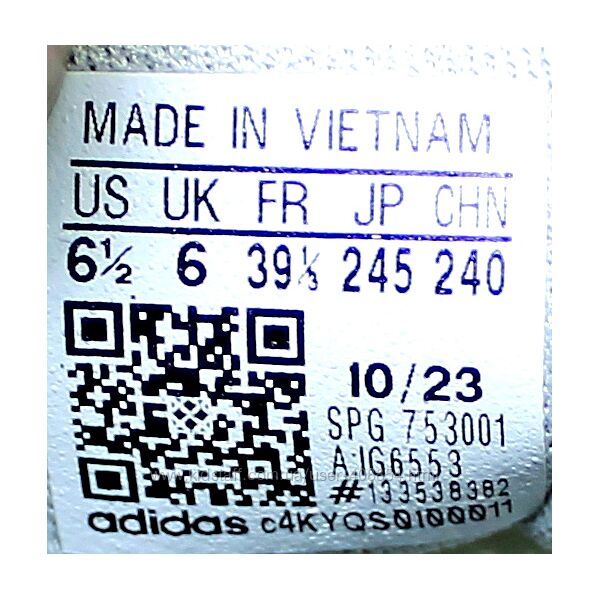 MADE IN VIETNAM
US UK FR JP CHN
6½ 6 39⅓ 245 240
10/23
SPG 753001
A:IG6553
#133538382
adidas c4KYQS0100011